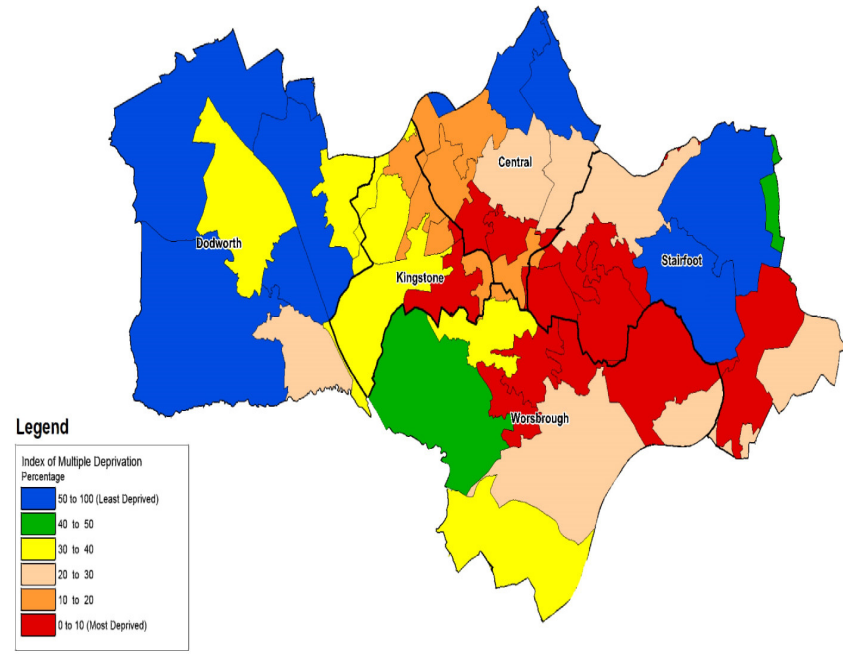 Central
Dodworth
Stairfoot
Kingstone
Worsbrough
Legend
Index of Multiple Deprivation
Percentage
50 to 100 (Least Deprived)
40 to 50
30 to 40
20 to 30
10 to 20
0 to 10 (Most Deprived)